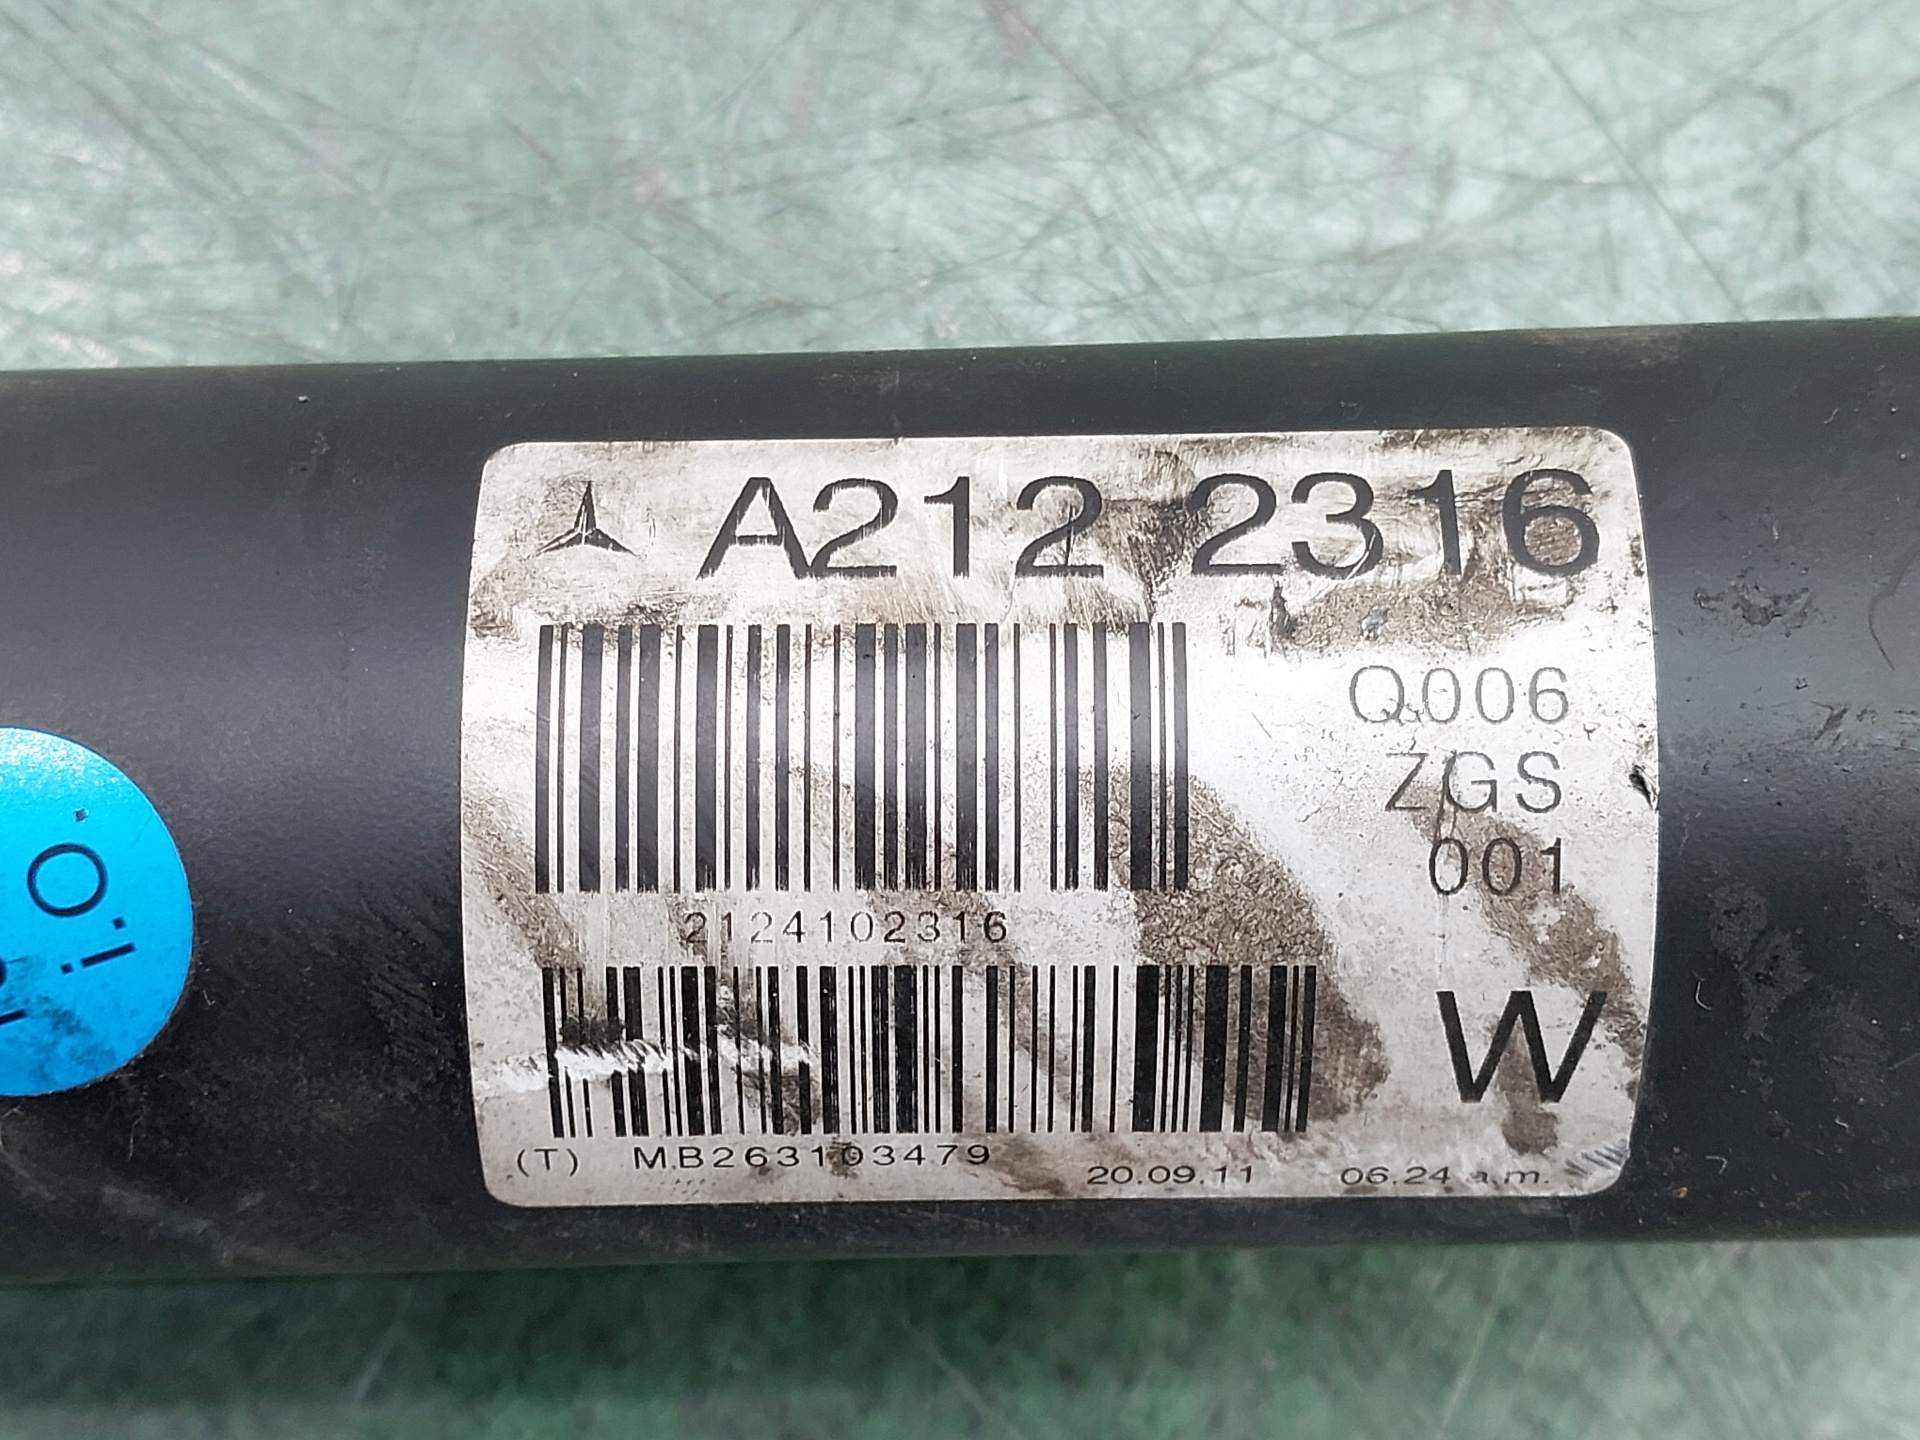 A212 2316
Q006
ZGS
001
2124102316
W
(T) MB263103479 20.09.11 06.24 a.m.
i.O.